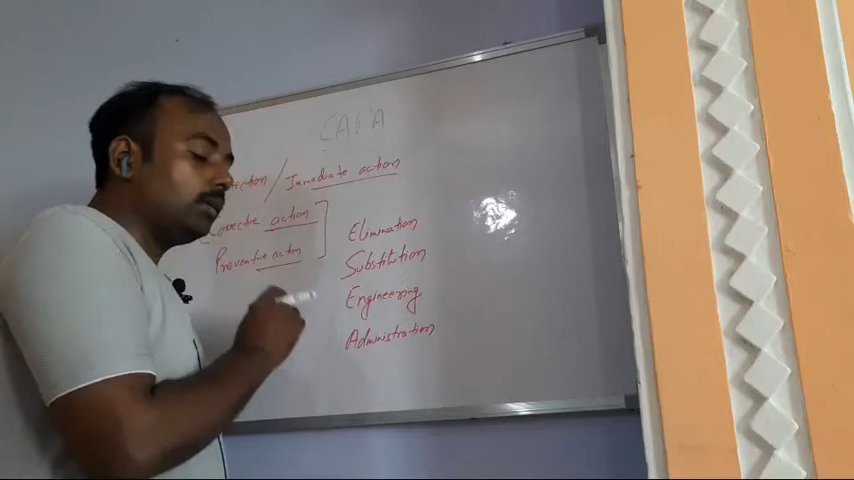 CAPA
/ Immediate action
Corrective action
Preventive action
Elimination
Substitution
Engineering
Administration